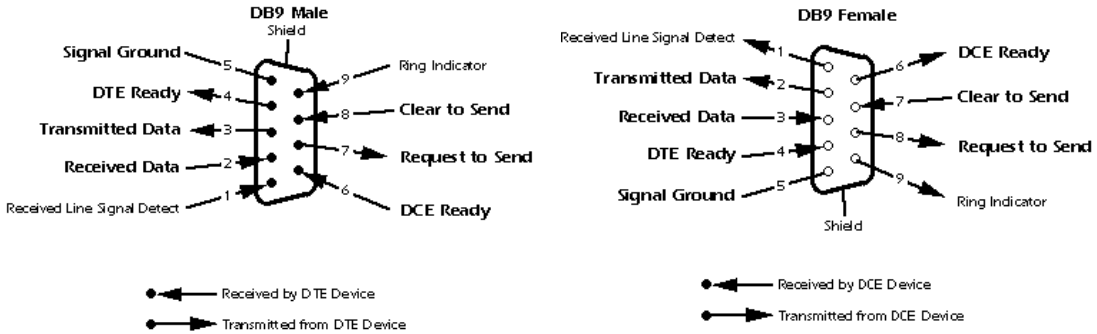 DB9 Male
Shield
Signal Ground
5
9
Ring Indicator
DTE Ready
4
8
Clear to Send
Transmitted Data
3
7
Request to Send
Received Data
2
6
DCE Ready
Received Line Signal Detect
1
Received by DTE Device
Transmitted from DTE Device
DB9 Female
Received Line Signal Detect
1
6
DCE Ready
Transmitted Data
2
7
Clear to Send
Received Data
3
8
Request to Send
DTE Ready
4
9
Ring Indicator
Signal Ground
5
Shield
Received by DCE Device
Transmitted from DCE Device